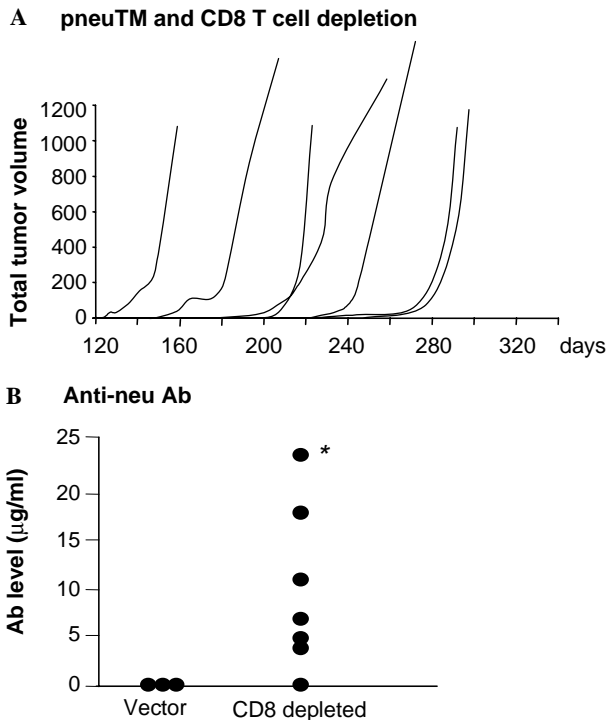 A pneuTM and CD8 T cell depletion
Total tumor volume
1200
1000
800
600
400
200
0
120 160 200 240 280 320 days
B Anti-neu Ab
Ab level (μg/ml)
25
20
15
10
5
0
*
Vector CD8 depleted